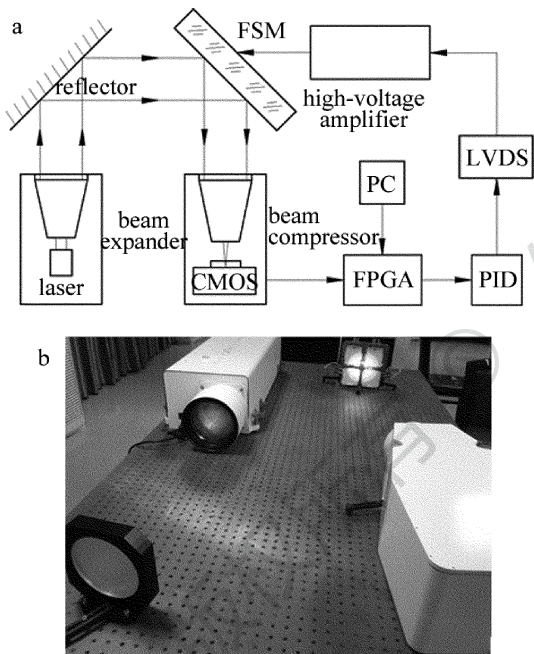 a
FSM
reflector
high-voltage
amplifier
LVDS
PC
beam
expander
beam
compressor
laser
CMOS
FPGA
PID
b